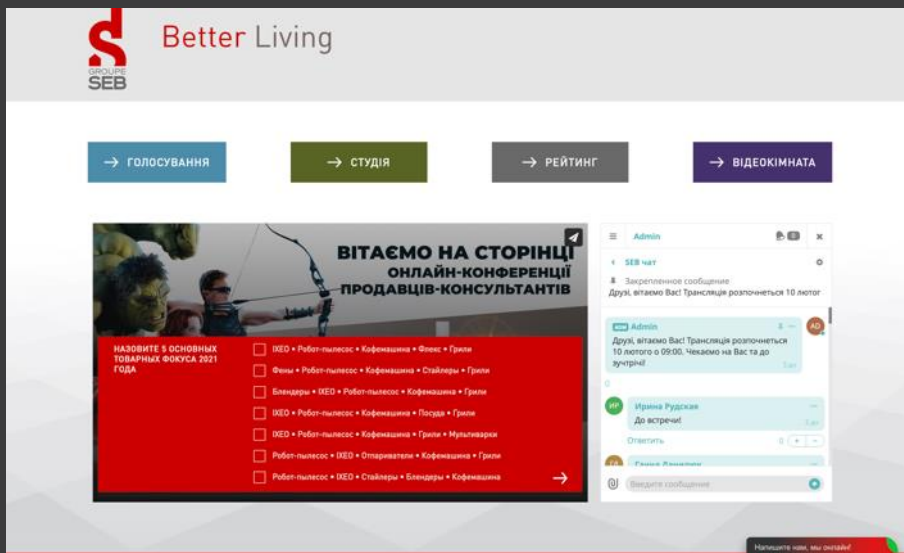 GROUPE
SEB
Better Living
→ ГОЛОСУВАННЯ
→ СТУДІЯ
→ РЕЙТИНГ
→ ВІДЕОКІМНАТА
ВІТАЄМО НА СТОРІНЦІ
ОНЛАЙН-КОНФЕРЕНЦІЇ
ПРОДАВЦІВ-КОНСУЛЬТАНТІВ
НАЗОВИТЕ 5 ОСНОВНЫХ
ТОВАРНЫХ ФОКУСА 2021
ГОДА
IXEO • Робот-пылесос • Кофемашина • Флекс • Грили
Фены • Робот-пылесос • Кофемашина • Стайлеры • Грили
Блендеры • IXEO • Робот-пылесос • Кофемашина • Грили
IXEO • Робот-пылесос • Кофемашина • Посуда • Грили
IXEO • Робот-пылесос • Кофемашина • Грили • Мультиварки
Робот-пылесос • IXEO • Отпариватели • Кофемашина • Грили
Робот-пылесос • IXEO • Стайлеры • Блендеры • Кофемашина
Admin
0
SEB чат
Закрепленное сообщение
Друзі, вітаємо Вас! Трансляція розпочнеться 10 лютог
Admin
AD
Друзі, вітаємо Вас! Трансляція розпочнеться
10 лютого о 09:00. Чекаємо на Вас та до
зустрічі!
0
ИР
Ирина Рудская
До встречи!
Ответить
0 + -
Введите сообщение
Напишите нам, мы онлайн!